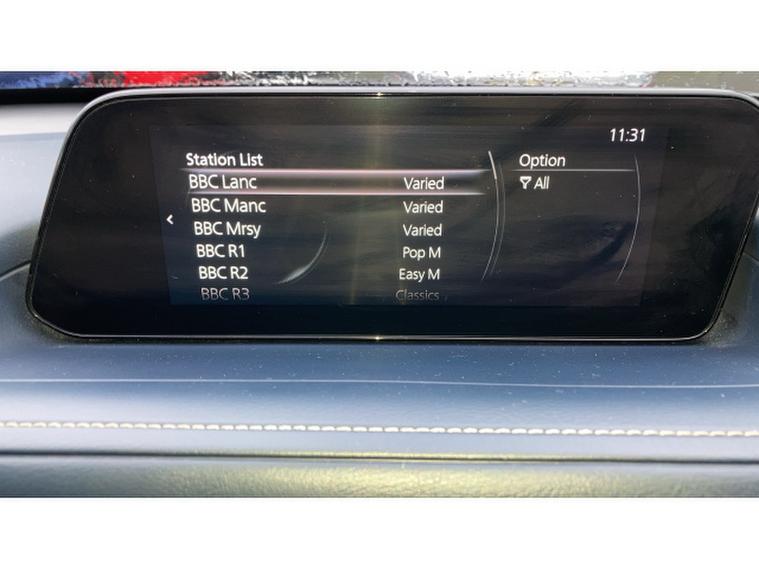 11:31
Station List
BBC Lanc Varied
BBC Manc Varied
BBC Mrsy Varied
BBC R1 Pop M
BBC R2 Easy M
BBC R3 Classics
Option
All